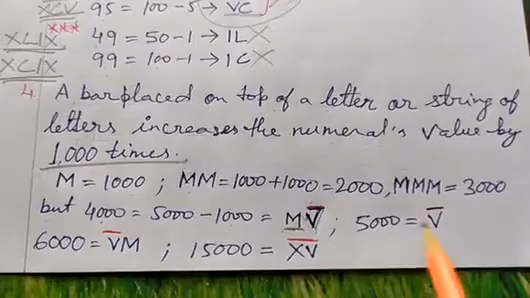 XCV 95 = 100 - 5 → VC
XLIX *** 49 = 50 - 1 → IL X
XCIX 99 = 100 - 1 → IC X
4. A bar placed on top of a letter or string of
letters increases the numeral's value by
1,000 times.
M = 1000 ; MM = 1000 + 1000 = 2000, MMM = 3000
but 4000 = 5000 - 1000 = MV̅ ; 5000 = V̅
6000 = V̅M ; 15000 = X̅V̅